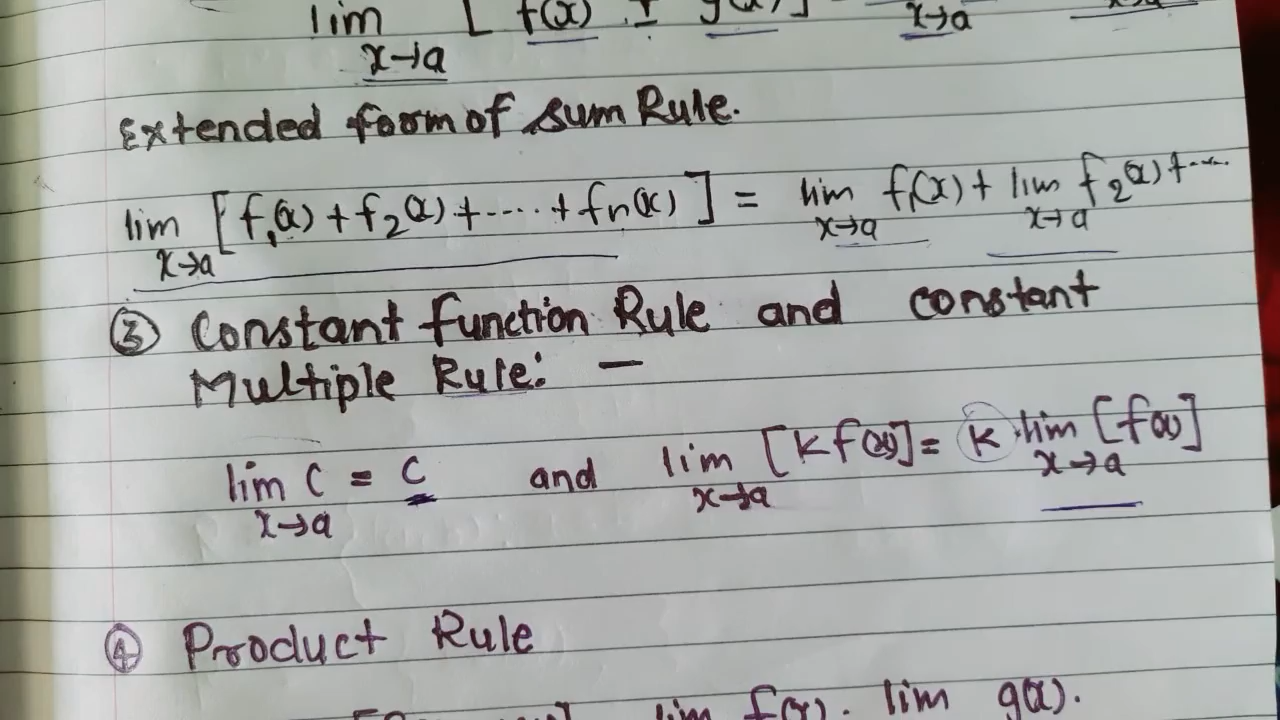 lim [ f(x) ± g(x) ]
x→a x→a x→a
Extended form of sum Rule.
lim [f₁(x) + f₂(x) + ..... + fn(x)] = lim f₁(x) + lim f₂(x) + .....
x→a x→a x→a
③ Constant function Rule and constant
Multiple Rule: —
lim C = C and lim [K f(x)] = K · lim [f(x)]
x→a x→a x→a
④ Product Rule
lim f(x) . lim g(x).